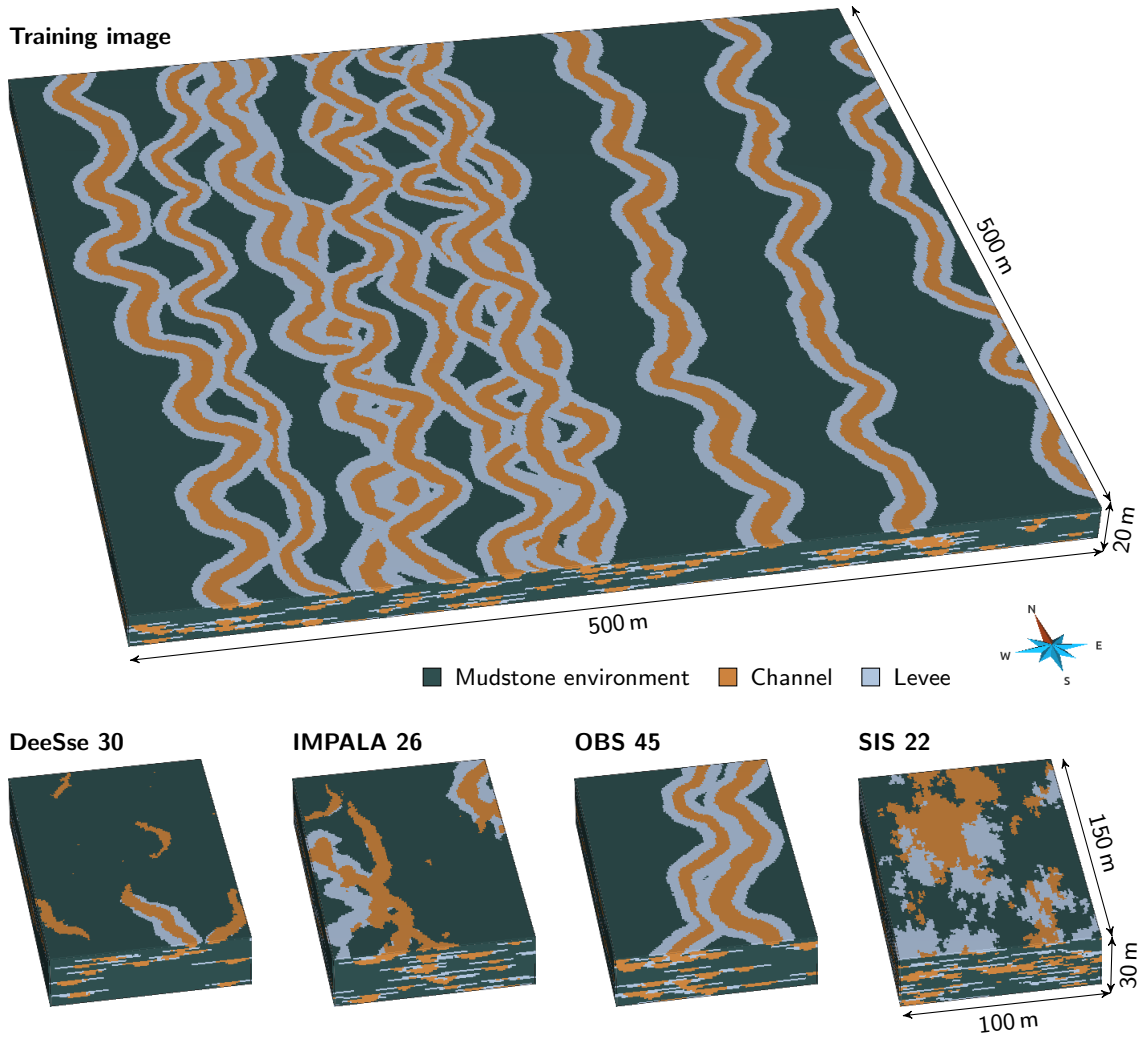 Training image
500 m
20 m
500 m
N
W
E
S
Mudstone environment
Channel
Levee
DeeSse 30
IMPALA 26
OBS 45
SIS 22
150 m
30 m
100 m